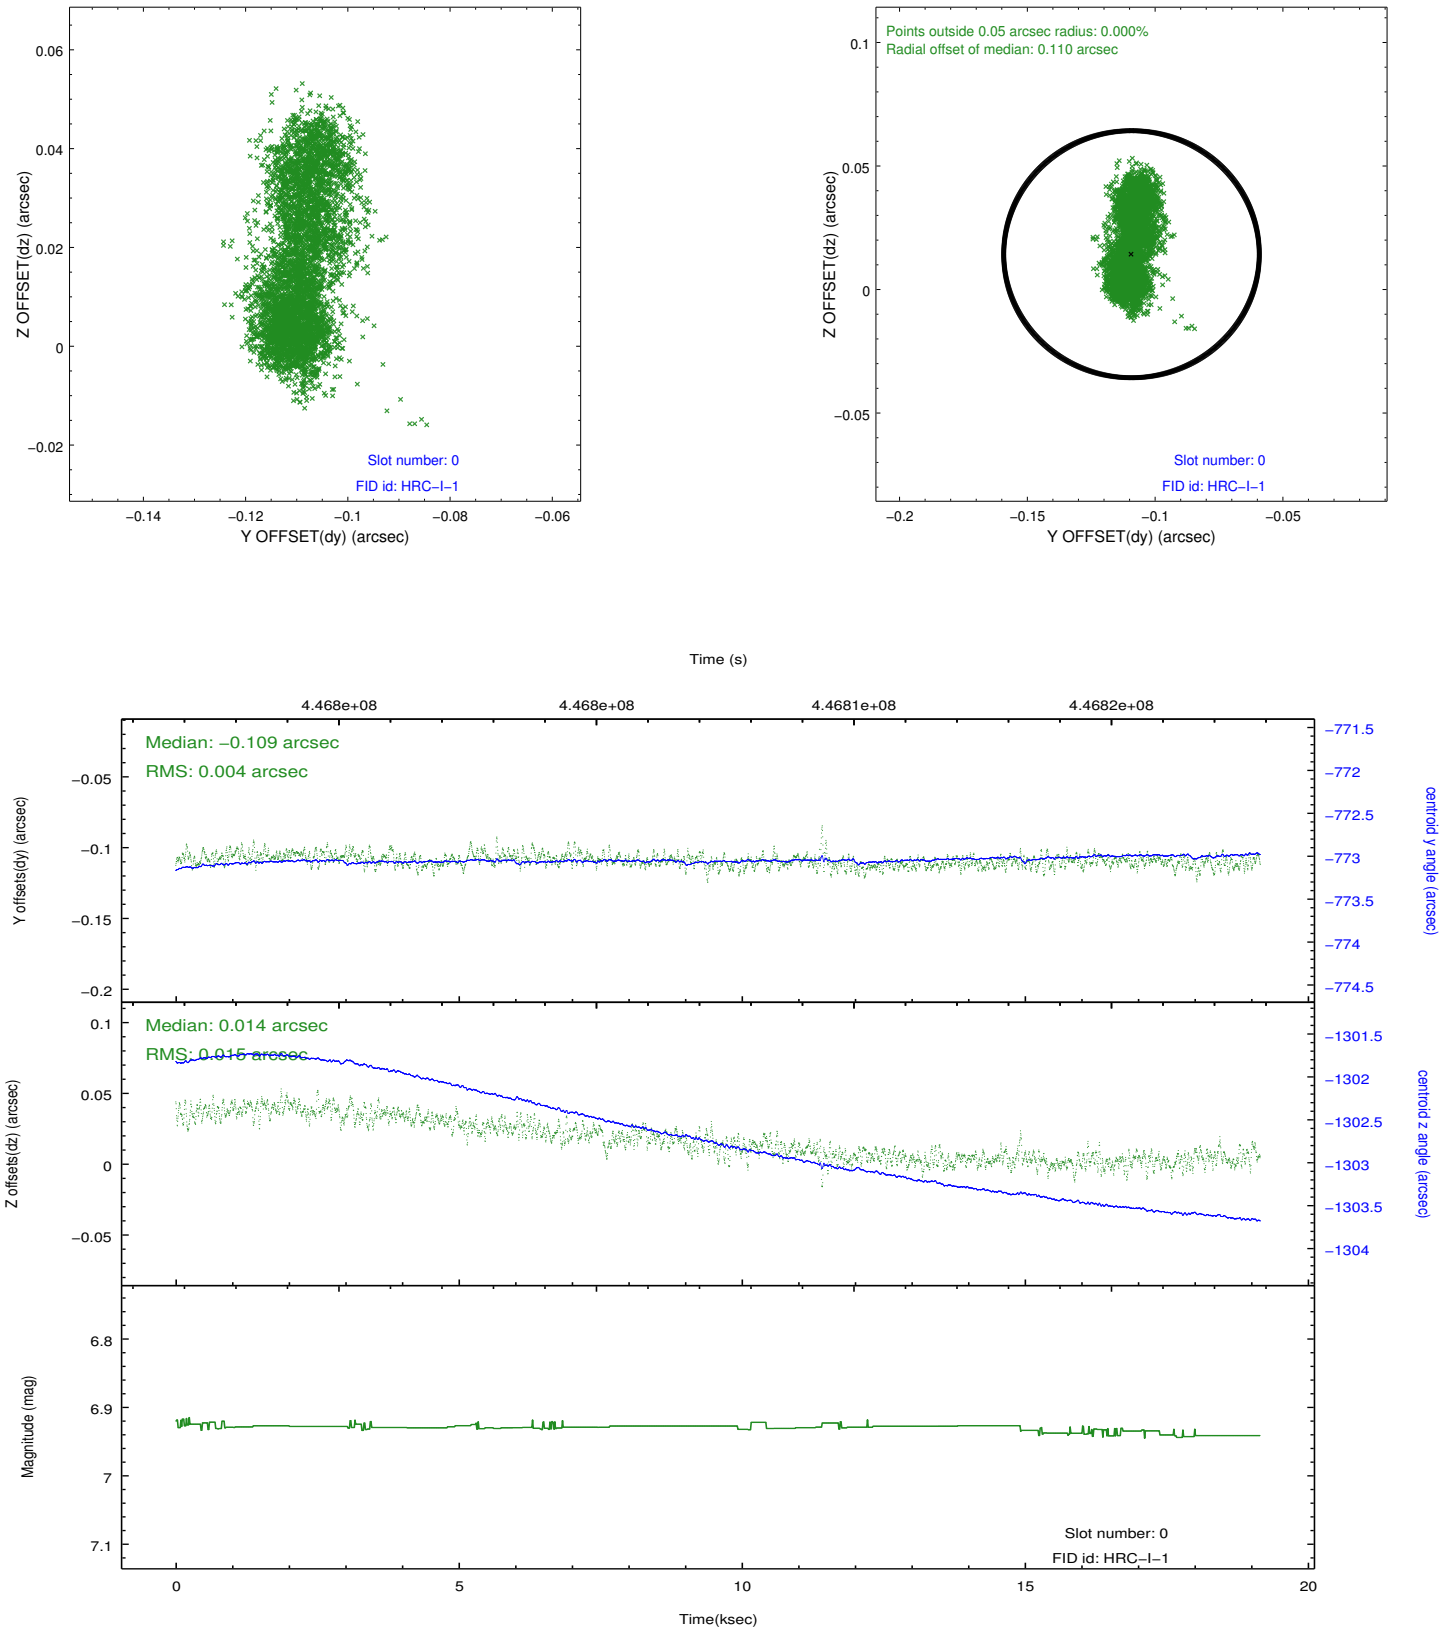 0.06
0.04
0.02
0
−0.02
Z OFFSET(dz) (arcsec)
Slot number: 0
FID id: HRC−I−1
−0.14 −0.12 −0.1 −0.08 −0.06
Y OFFSET(dy) (arcsec)
Points outside 0.05 arcsec radius: 0.000%
Radial offset of median: 0.110 arcsec
0.1
0.05
0
−0.05
Z OFFSET(dz) (arcsec)
Slot number: 0
FID id: HRC−I−1
−0.2 −0.15 −0.1 −0.05
Y OFFSET(dy) (arcsec)
Time (s)
4.468e+08 4.468e+08 4.4681e+08 4.4682e+08
Median: −0.109 arcsec
RMS: 0.004 arcsec
−0.05
−0.1
−0.15
−0.2
Y offsets(dy) (arcsec)
−771.5
−772
−772.5
−773
−773.5
−774
−774.5
centroid y angle (arcsec)
Median: 0.014 arcsec
RMS: 0.015 arcsec
0.1
0.05
0
−0.05
Z offsets(dz) (arcsec)
−1301.5
−1302
−1302.5
−1303
−1303.5
−1304
centroid z angle (arcsec)
6.8
6.9
7
7.1
Magnitude (mag)
Slot number: 0
FID id: HRC−I−1
0 5 10 15 20
Time(ksec)